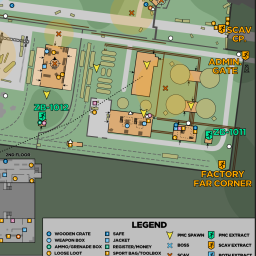 SCAV
CP
ADMIN
GATE
ZB-1012
ZB-1011
FACTORY
FAR CORNER
LEGEND
WOODEN CRATE
SAFE
PMC SPAWN
PMC EXTRACT
WEAPON BOX
JACKET
BOSS
SCAV EXTRACT
AMMO/GRENADE BOX
REGISTER/MONEY
SCAV
BOTH EXTRACT
LOOSE LOOT
SPORT BAG/TOOLBOX